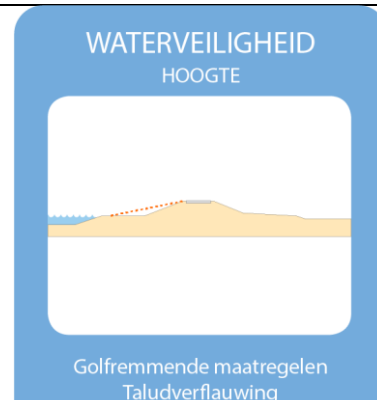 WATERVEILIGHEID
HOOGTE
Golfremmende maatregelen
Taludverflauwing